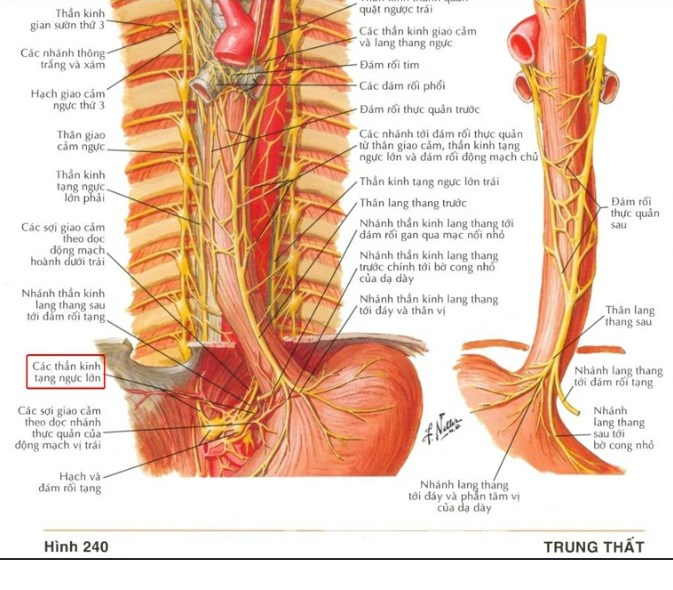 Thần kinh
gian sườn thứ 3
Các nhánh thông
trắng và xám
Hạch giao cảm
ngực thứ 3
Thân giao
cảm ngực
Thần kinh
tạng ngực
lớn phải
Các sợi giao cảm
theo dọc
động mạch
hoành dưới trái
Nhánh thần kinh
lang thang sau
tới đám rối tạng
Các thần kinh
tạng ngực lớn
Các sợi giao cảm
theo dọc nhánh
thực quản của
động mạch vị trái
Hạch và
đám rối tạng
quặt ngược trái
Các thần kinh giao cảm
và lang thang ngực
Đám rối tim
Các đám rối phổi
Đám rối thực quản trước
Các nhánh tới đám rối thực quản
từ thân giao cảm, thần kinh tạng
ngực lớn và đám rối động mạch chủ
Thần kinh tạng ngực lớn trái
Thân lang thang trước
Nhánh thần kinh lang thang tới
đám rối gan qua mạc nối nhỏ
Nhánh thần kinh lang thang
trước chính tới bờ cong nhỏ
của dạ dày
Nhánh thần kinh lang thang
tới đáy và thân vị
Đám rối
thực quản
sau
Thân lang
thang sau
Nhánh lang thang
tới đám rối tạng
Nhánh
lang thang
sau tới
bờ cong nhỏ
Nhánh lang thang
tới đáy và phần tâm vị
của dạ dày
F. Netter
M.D.
Hình 240
TRUNG THẤT